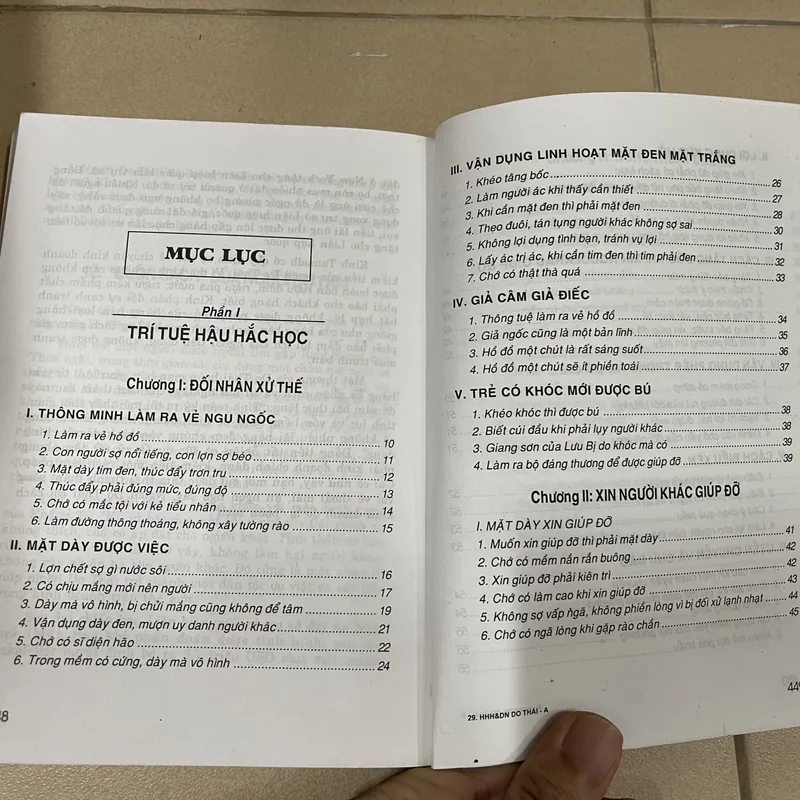 MỤC LỤC
Phần I
TRÍ TUỆ HẬU HẮC HỌC
Chương I: ĐỐI NHÂN XỬ THẾ
I. THÔNG MINH LÀM RA VẺ NGU NGỐC
1. Làm ra vẻ hồ đồ 10
2. Con người sợ nổi tiếng, con lợn sợ béo 11
3. Mặt dày tim đen, thúc đẩy trơn tru 12
4. Thúc đẩy phải đúng mức, đúng độ 13
5. Chớ có mắc tội với kẻ tiểu nhân 14
6. Làm đường thông thoáng, không xây tường rào 15
II. MẶT DÀY ĐƯỢC VIỆC
1. Lợn chết sợ gì nước sôi 16
2. Có chịu mắng mới nên người 17
3. Dày mà vô hình, bị chửi mắng cũng không để tâm 19
4. Vận dụng dày đen, mượn uy danh người khác 21
5. Chớ có sĩ diện hão 22
6. Trong mềm có cứng, dày mà vô hình 24
III. VẬN DỤNG LINH HOẠT MẶT ĐEN MẶT TRẮNG
1. Khéo tâng bốc 26
2. Làm người ác khi thấy cần thiết 27
3. Khi cần mặt đen thì phải mặt đen 28
4. Theo đuôi, tán tụng người khác không sợ sai 30
5. Không lợi dụng tình bạn, tránh vụ lợi 31
6. Lấy ác trị ác, khi cần tim đen thì tim phải đen 32
7. Chớ có thật thà quá 33
IV. GIẢ CÂM GIẢ ĐIẾC
1. Thông tuệ làm ra vẻ hồ đồ 34
2. Giả ngốc cũng là một bản lĩnh 35
3. Hồ đồ một chút là rất sáng suốt 36
4. Hồ đồ một chút sẽ ít phiền toái 37
V. TRẺ CÓ KHÓC MỚI ĐƯỢC BÚ
1. Khéo khóc thì được bú 38
2. Biết cúi đầu khi phải lụy người khác 38
3. Giang sơn của Lưu Bị do khóc mà có 39
4. Làm ra bộ đáng thương để được giúp đỡ 39
Chương II: XIN NGƯỜI KHÁC GIÚP ĐỠ
I. MẶT DÀY XIN GIÚP ĐỠ
1. Muốn xin giúp đỡ thì phải mặt dày 41
2. Chớ có mềm nắn rắn buông 42
3. Xin giúp đỡ phải kiên trì 42
4. Chớ có làm cao khi xin giúp đỡ 43
5. Không sợ vấp ngã, không phiền lòng vì bị đối xử lạnh nhạt 44
6. Chớ có ngã lòng khi gặp rào chắn 45
29. HHH&DN DO THÁI - A